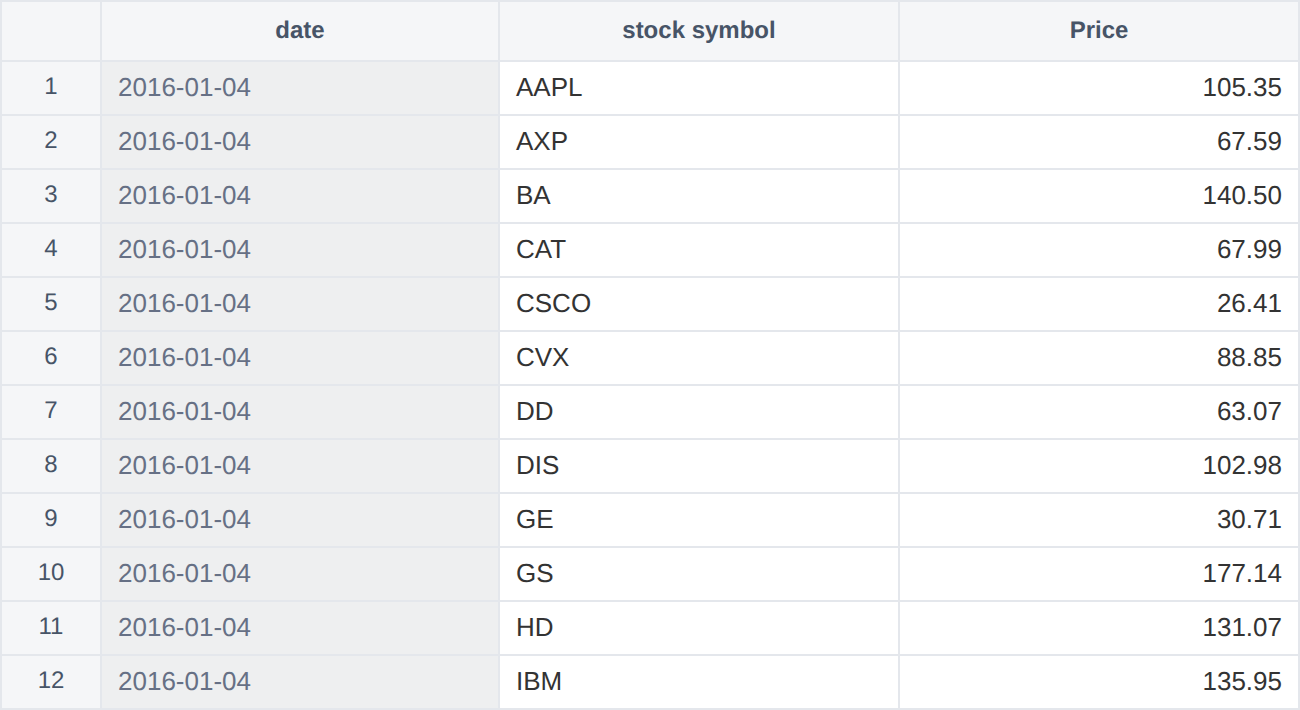 date stock symbol Price
1 2016-01-04 AAPL 105.35
2 2016-01-04 AXP 67.59
3 2016-01-04 BA 140.50
4 2016-01-04 CAT 67.99
5 2016-01-04 CSCO 26.41
6 2016-01-04 CVX 88.85
7 2016-01-04 DD 63.07
8 2016-01-04 DIS 102.98
9 2016-01-04 GE 30.71
10 2016-01-04 GS 177.14
11 2016-01-04 HD 131.07
12 2016-01-04 IBM 135.95